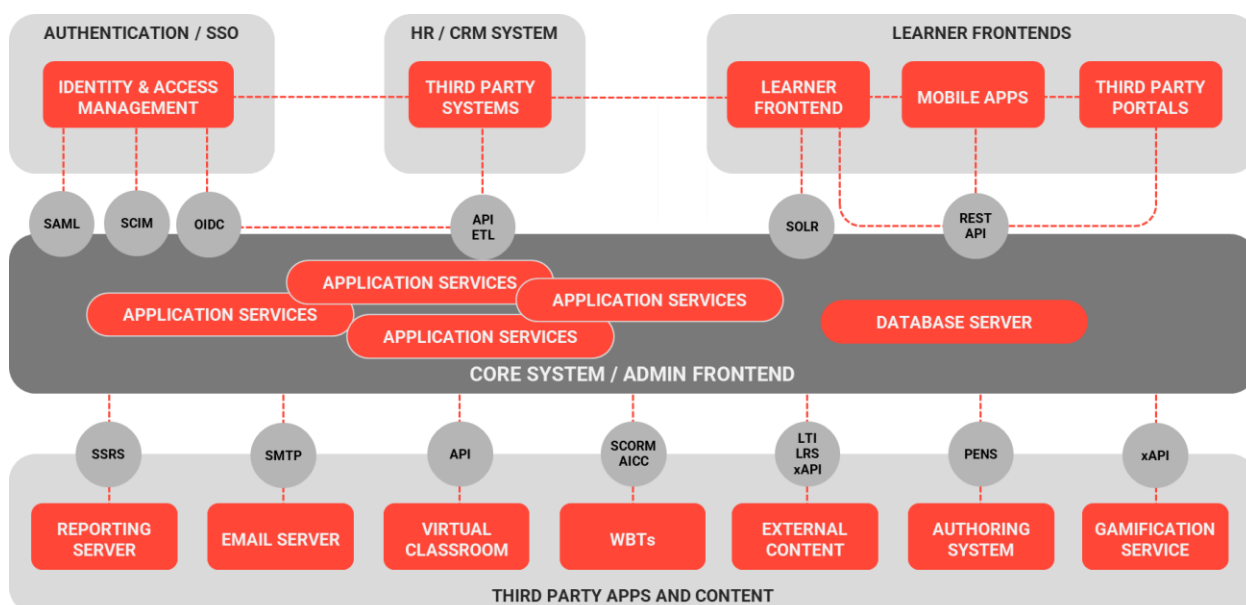 AUTHENTICATION / SSO
HR / CRM SYSTEM
LEARNER FRONTENDS
IDENTITY & ACCESS
MANAGEMENT
THIRD PARTY
SYSTEMS
LEARNER
FRONTEND
MOBILE APPS
THIRD PARTY
PORTALS
SAML
SCIM
OIDC
API
ETL
SOLR
REST
API
APPLICATION SERVICES
APPLICATION SERVICES
APPLICATION SERVICES
APPLICATION SERVICES
DATABASE SERVER
CORE SYSTEM / ADMIN FRONTEND
SSRS
SMTP
API
SCORM
AICC
LTI
LRS
xAPI
PENS
xAPI
REPORTING
SERVER
EMAIL SERVER
VIRTUAL
CLASSROOM
WBTs
EXTERNAL
CONTENT
AUTHORING
SYSTEM
GAMIFICATION
SERVICE
THIRD PARTY APPS AND CONTENT